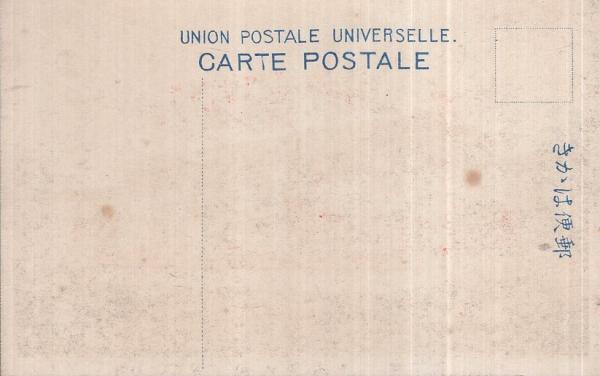 UNION POSTALE UNIVERSELLE.
CARTE POSTALE
きかは便郵